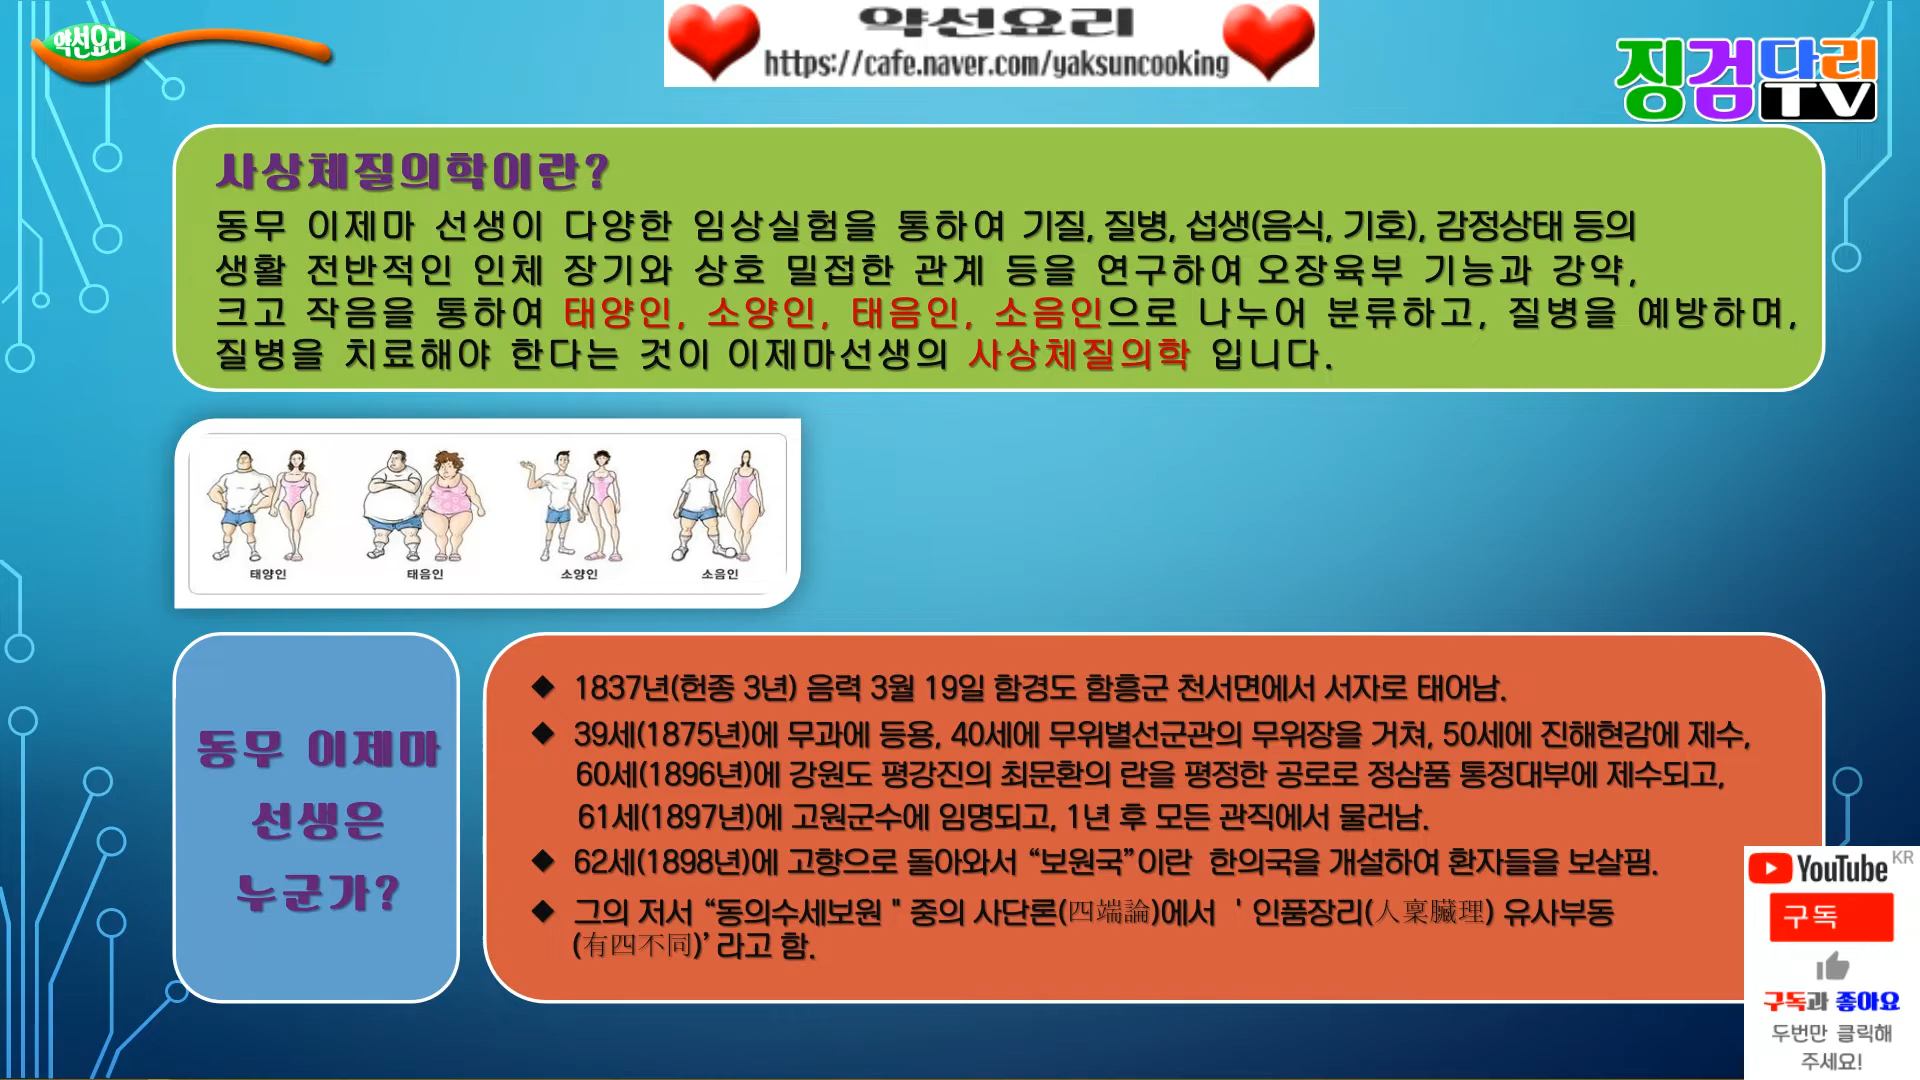 약선요리
약선요리
https://cafe.naver.com/yaksuncooking
징검다리
TV
사상체질의학이란?
동무 이제마 선생이 다양한 임상실험을 통하여 기질, 질병, 섭생(음식, 기호), 감정상태 등의
생활 전반적인 인체 장기와 상호 밀접한 관계 등을 연구하여 오장육부 기능과 강약,
크고 작음을 통하여 태양인, 소양인, 태음인, 소음인으로 나누어 분류하고, 질병을 예방하며,
질병을 치료해야 한다는 것이 이제마선생의 사상체질의학 입니다.
태양인 태음인 소양인 소음인
동무 이제마
선생은
누군가?
◆ 1837년(헌종 3년) 음력 3월 19일 함경도 함흥군 천서면에서 서자로 태어남.
◆ 39세(1875년)에 무과에 등용, 40세에 무위별선군관의 무위장을 거쳐, 50세에 진해현감에 제수,
60세(1896년)에 강원도 평강진의 최문환의 란을 평정한 공로로 정삼품 통정대부에 제수되고,
61세(1897년)에 고원군수에 임명되고, 1년 후 모든 관직에서 물러남.
◆ 62세(1898년)에 고향으로 돌아와서 “보원국”이란 한의국을 개설하여 환자들을 보살핌.
◆ 그의 저서 “동의수세보원 " 중의 사단론(四端論)에서 ' 인품장리(人稟臟理) 유사부동
(有四不同)’ 라고 함.
YouTube KR
구독
구독과 좋아요
두번만 클릭해
주세요!